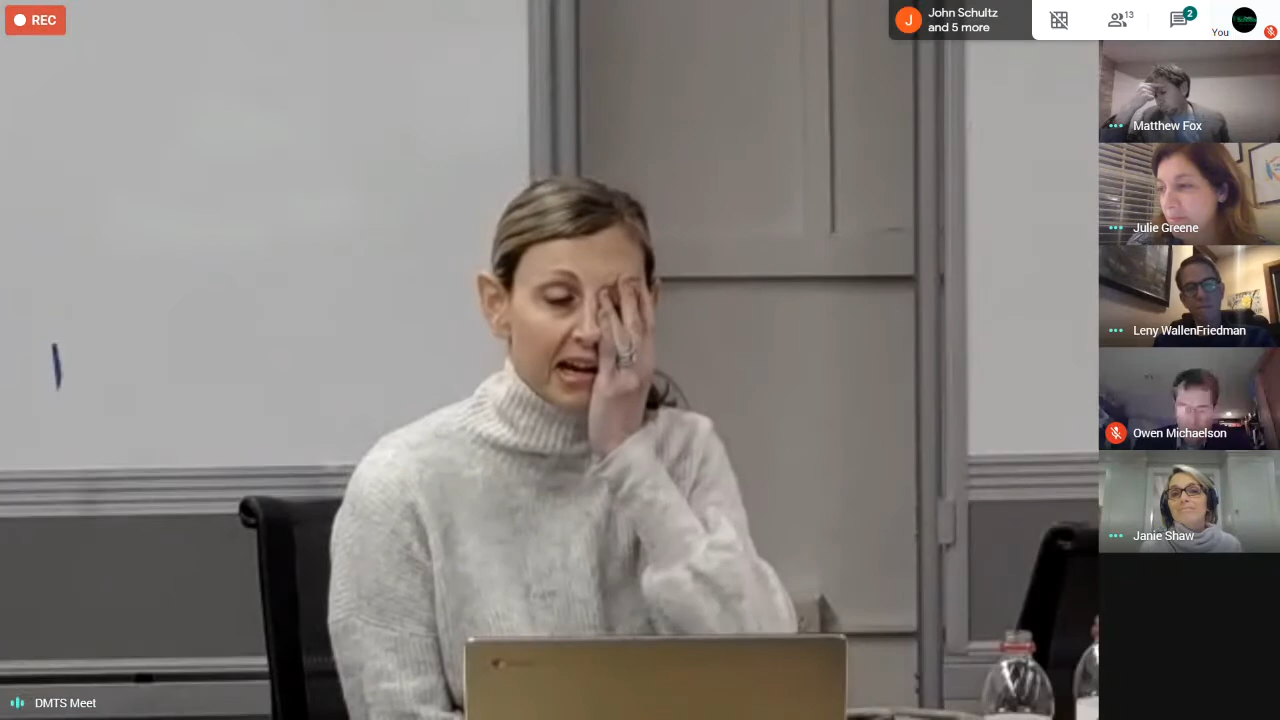 REC
John Schultz
and 5 more
13
2
You
Matthew Fox
Julie Greene
Leny WallenFriedman
Owen Michaelson
Janie Shaw
DMTS Meet
J